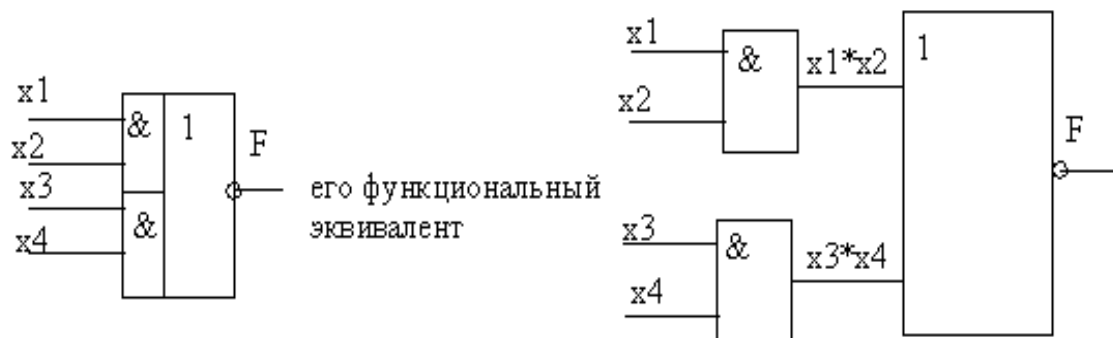 x1
x2
x3
x4
&
&
1
F
его функциональный
эквивалент
x1
x2
&
x1*x2
x3
x4
&
x3*x4
1
F